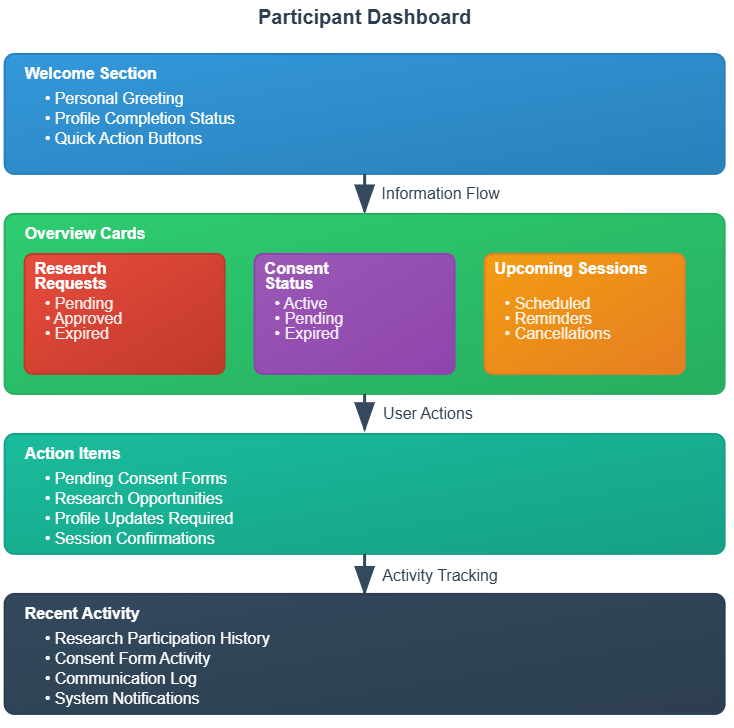 Participant Dashboard
Welcome Section
• Personal Greeting
• Profile Completion Status
• Quick Action Buttons
Information Flow
Overview Cards
Research
Requests
• Pending
• Approved
• Expired
Consent
Status
• Active
• Pending
• Expired
Upcoming Sessions
• Scheduled
• Reminders
• Cancellations
User Actions
Action Items
• Pending Consent Forms
• Research Opportunities
• Profile Updates Required
• Session Confirmations
Activity Tracking
Recent Activity
• Research Participation History
• Consent Form Activity
• Communication Log
• System Notifications